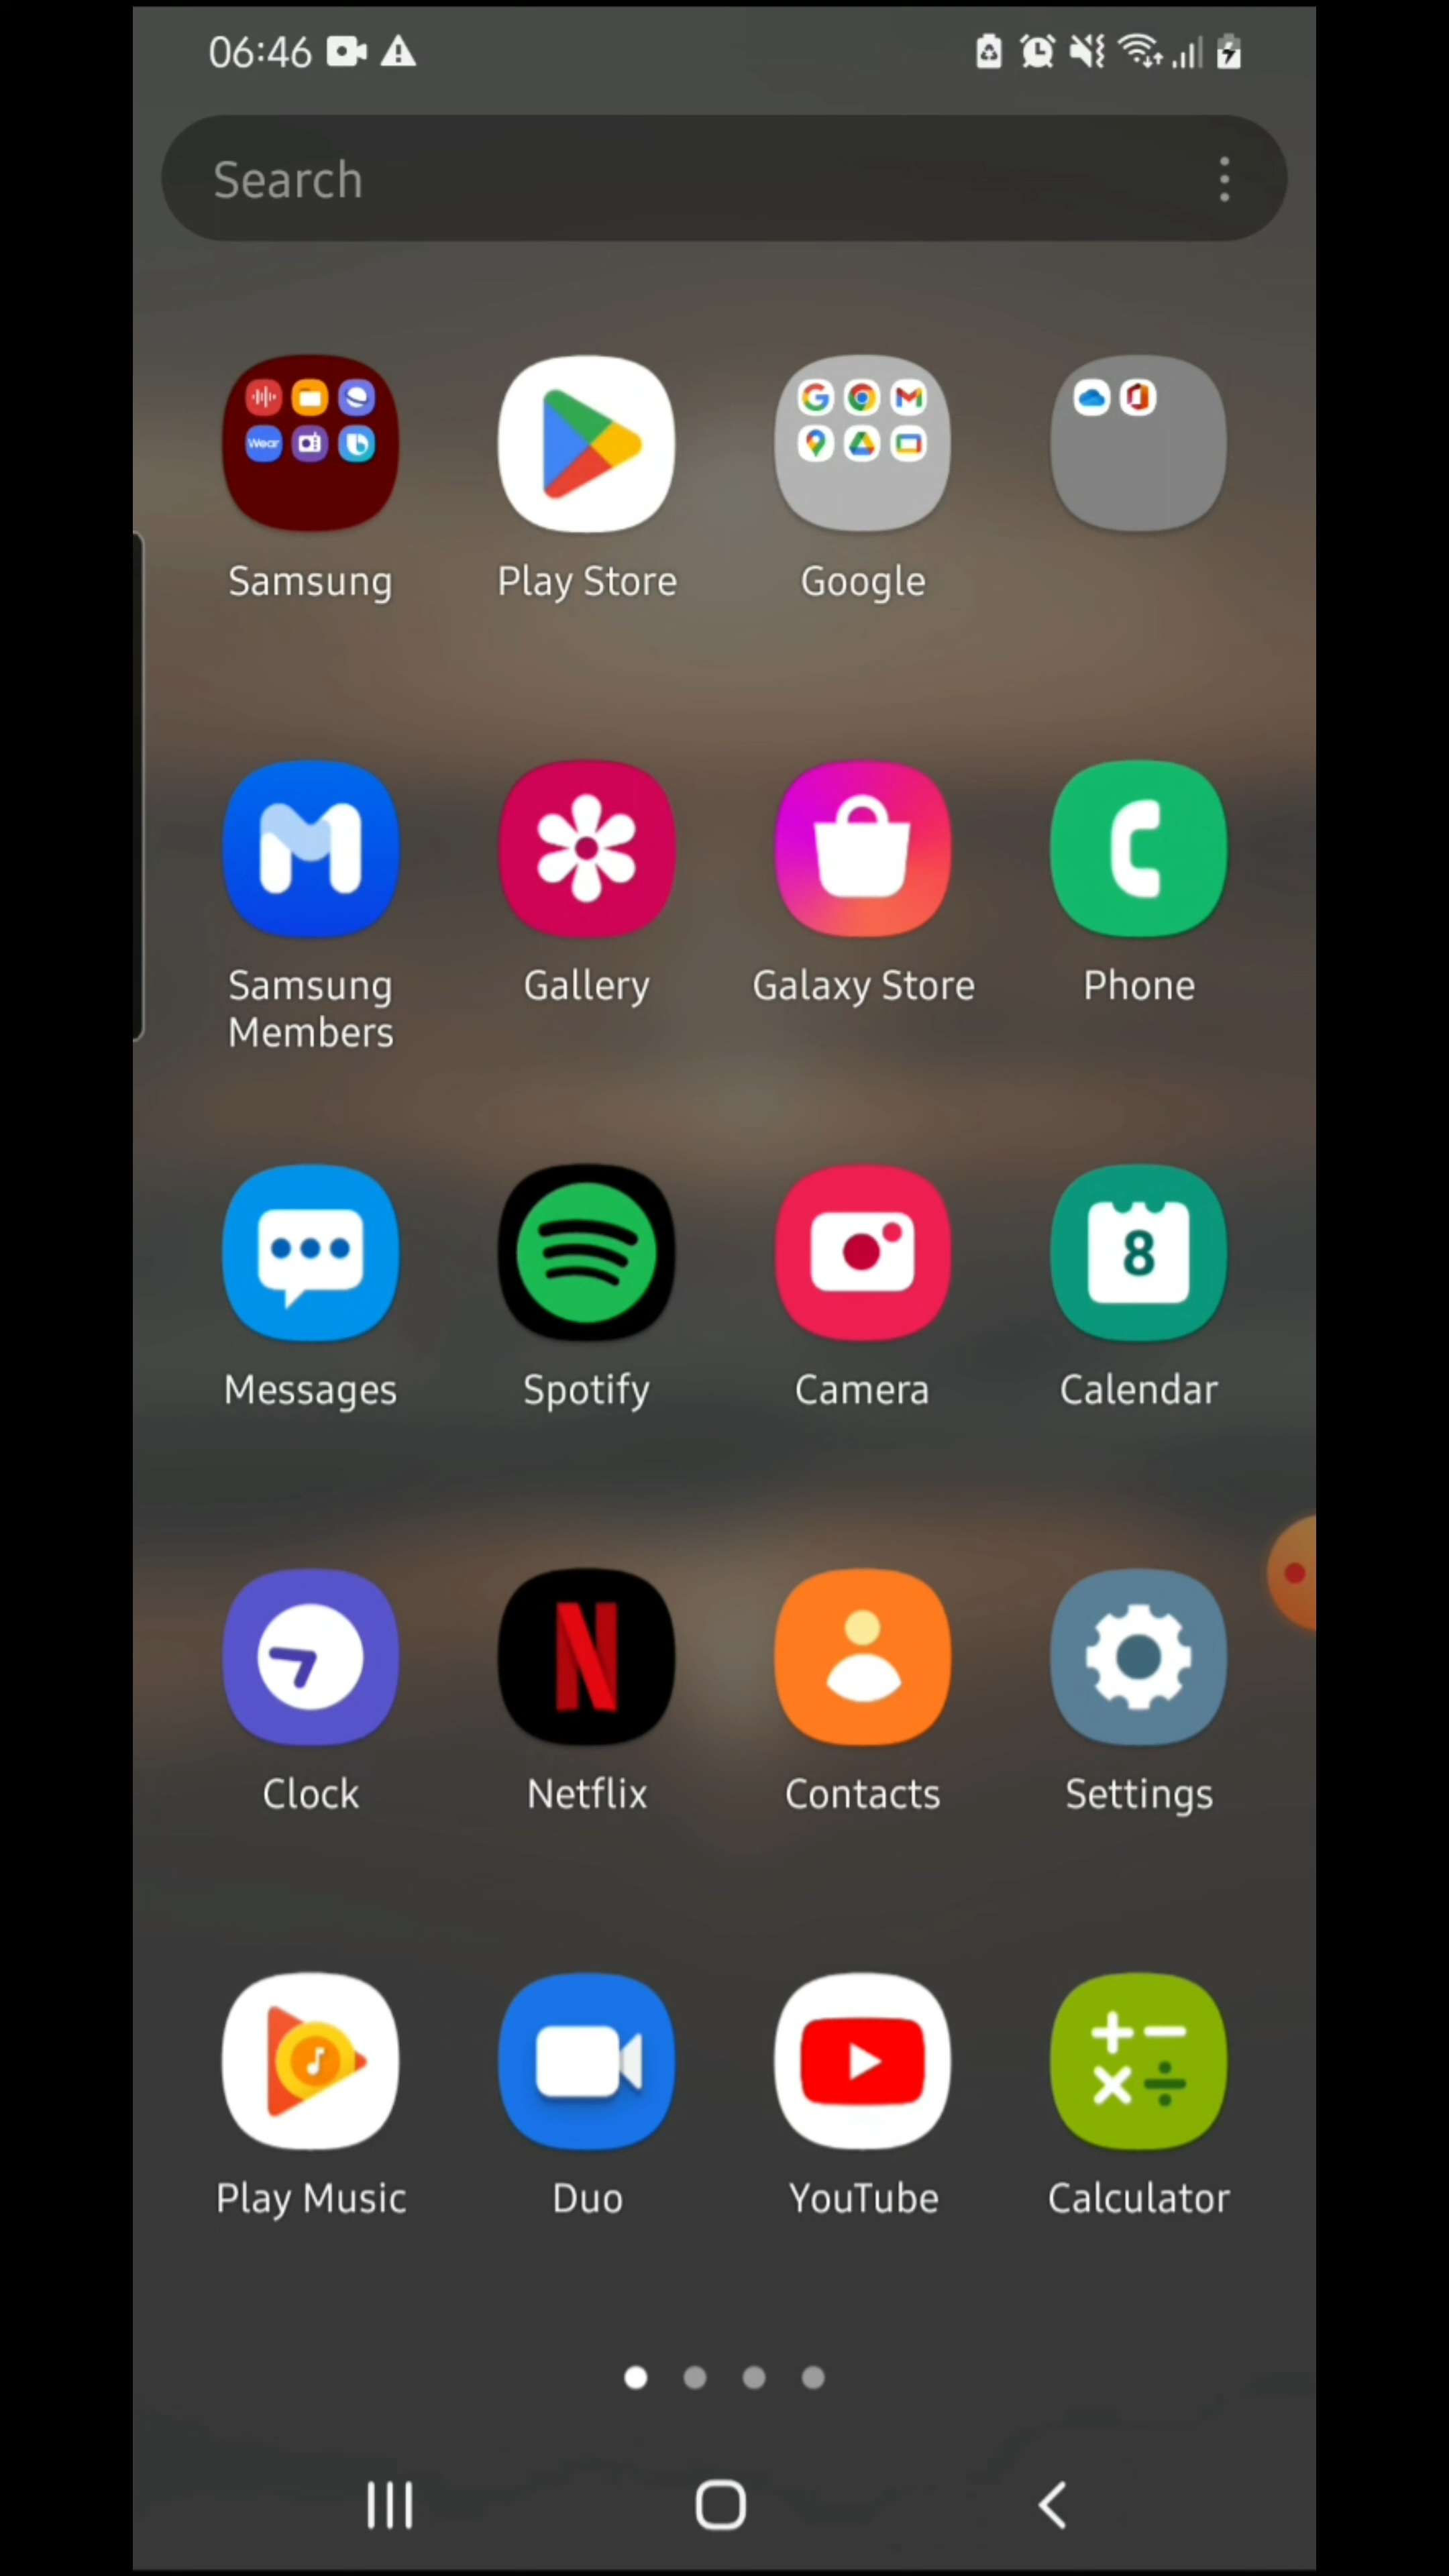 06:46
Search
Wear
Samsung
Play Store
Google
Samsung Members
Gallery
Galaxy Store
Phone
8
Messages
Spotify
Camera
Calendar
N
Clock
Netflix
Contacts
Settings
Play Music
Duo
YouTube
Calculator